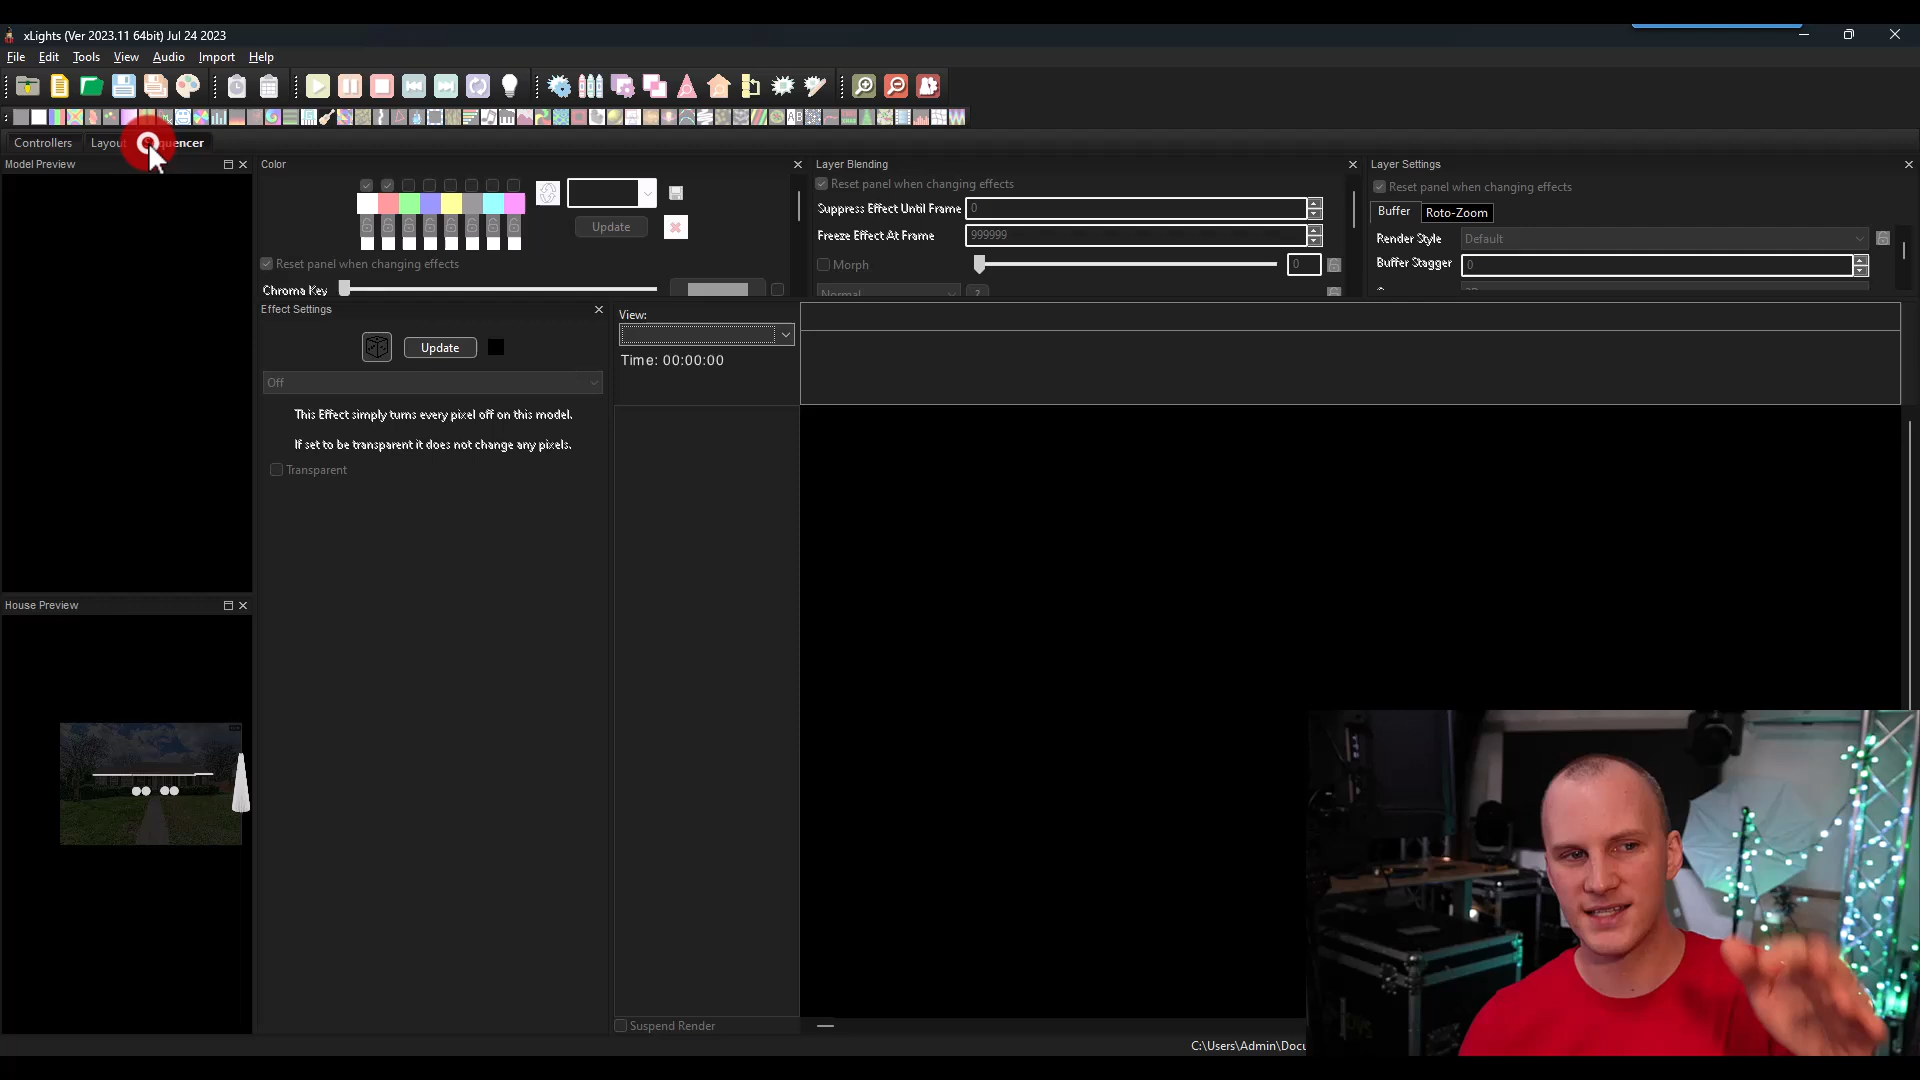 xLights (Ver 2023.11 64bit) Jul 24 2023
File Edit Tools View Audio Import Help
Controllers Layout
Model Preview
Color
Layer Blending
Layer Settings
Reset panel when changing effects
Reset panel when changing effects
Suppress Effect Until Frame 0
Buffer Roto-Zoom
Update
Freeze Effect At Frame 999999
Render Style Default
Reset panel when changing effects
Morph 0
Buffer Stagger 0
Chroma Key
Normal ?
Effect Settings
View:
Update
Time: 00:00:00
Off
This Effect simply turns every pixel off on this model.
If set to be transparent it does not change any pixels.
Transparent
House Preview
Suspend Render
C:\Users\Admin\Docu